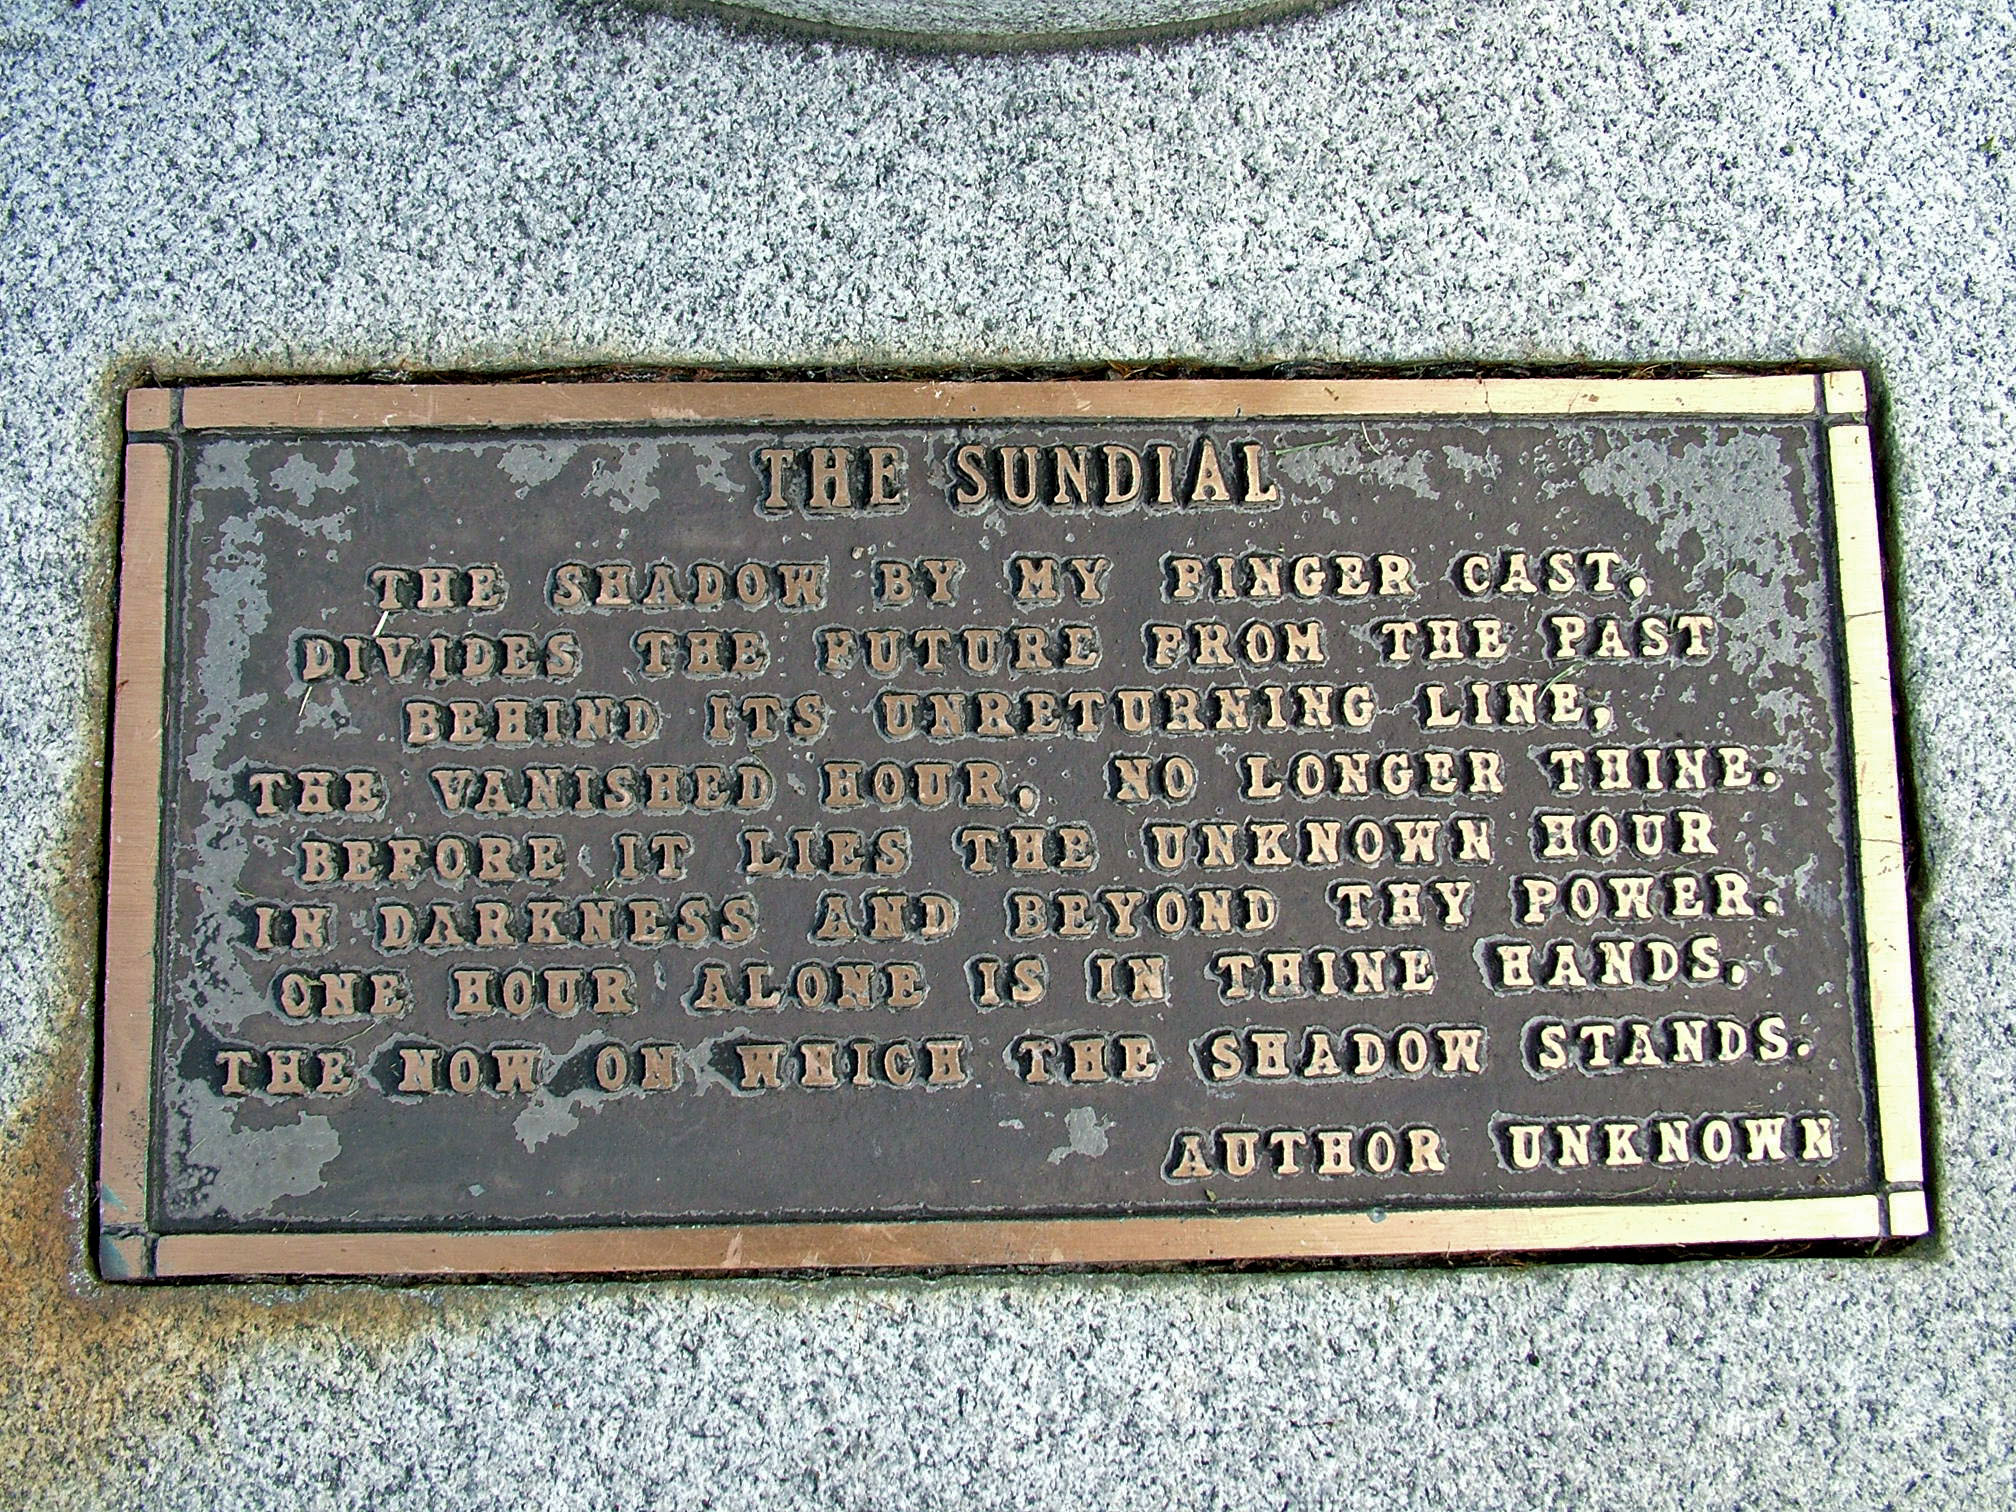 THE SUNDIAL
THE SHADOW BY MY FINGER CAST,
DIVIDES THE FUTURE FROM THE PAST
BEHIND ITS UNRETURNING LINE,
THE VANISHED HOUR, NO LONGER THINE.
BEFORE IT LIES THE UNKNOWN HOUR
IN DARKNESS AND BEYOND THY POWER.
ONE HOUR ALONE IS IN THINE HANDS,
THE NOW ON WHICH THE SHADOW STANDS.
AUTHOR UNKNOWN